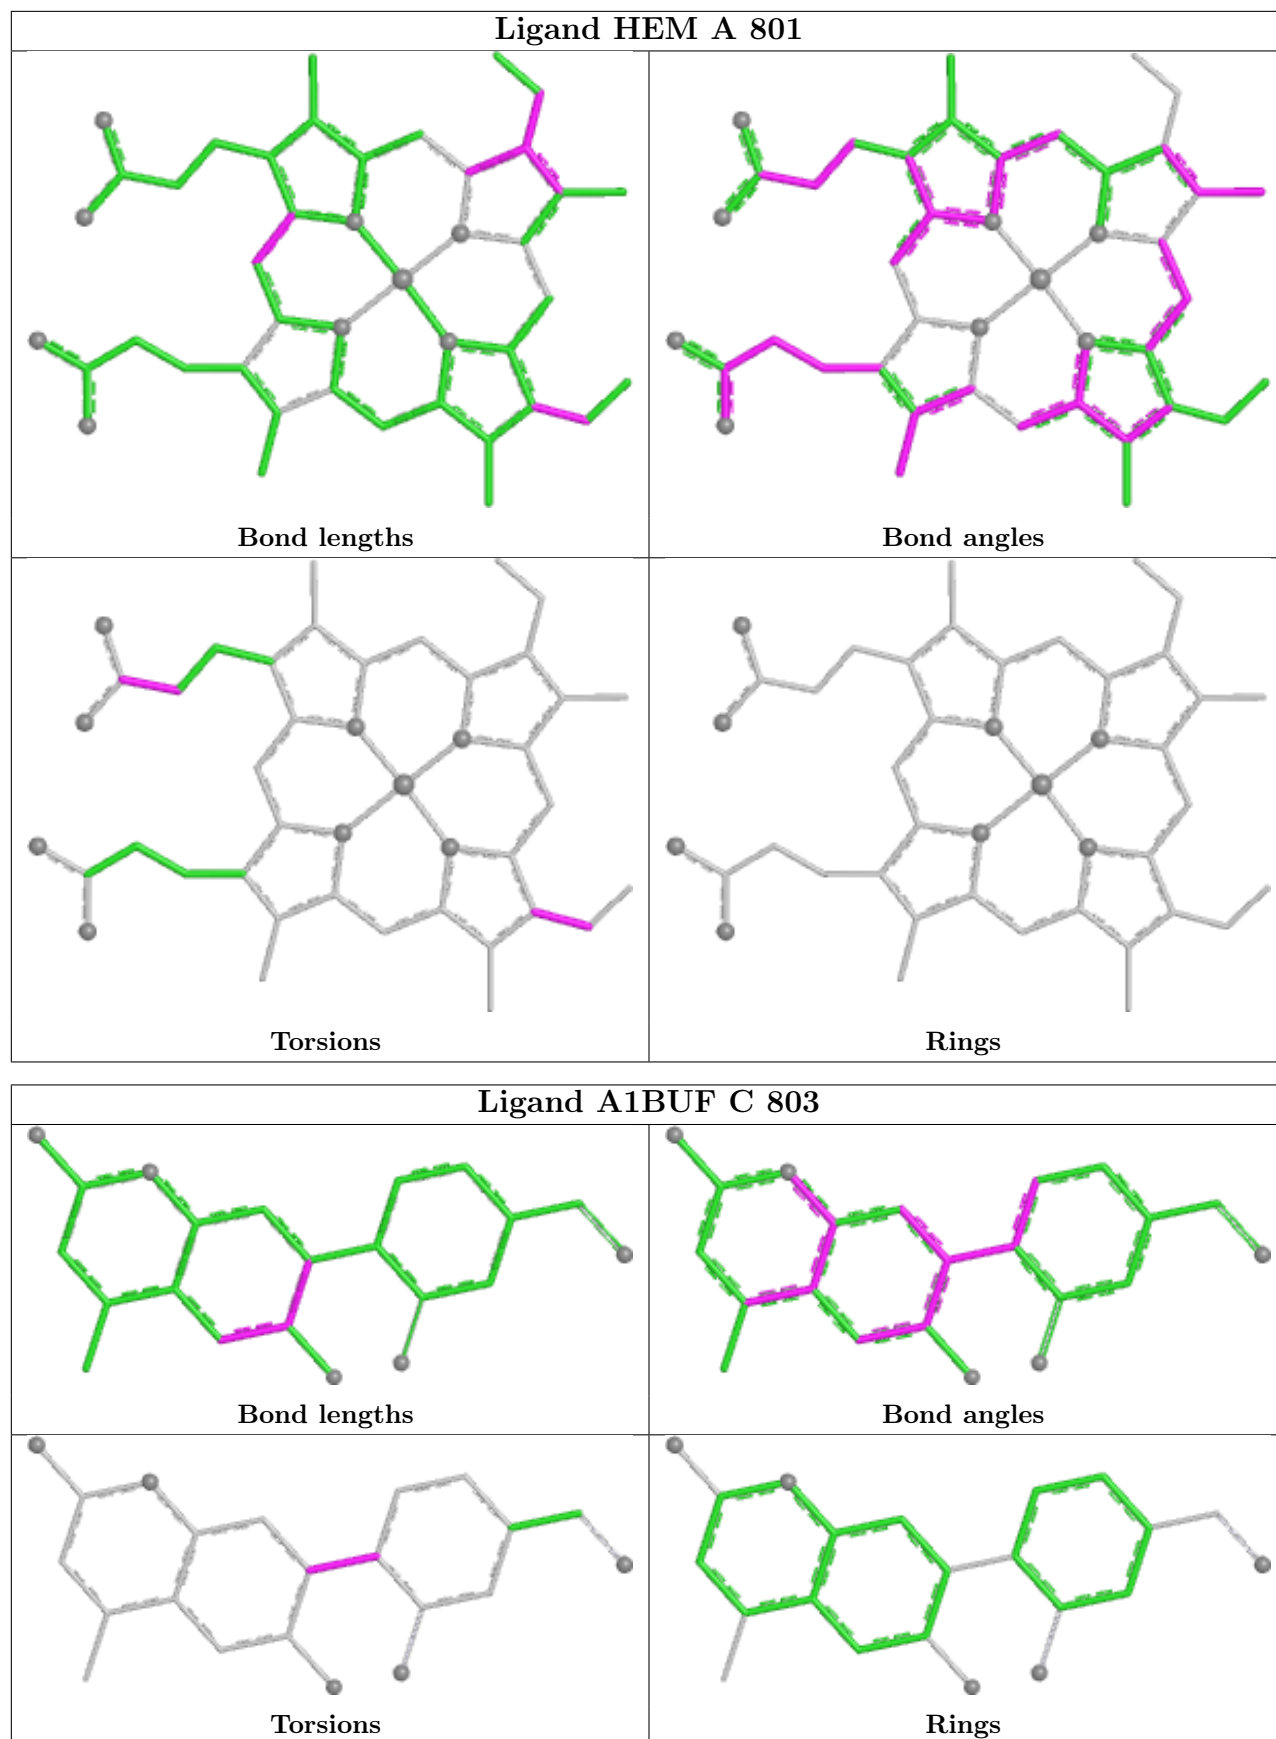 Ligand HEM A 801
Bond lengths
Bond angles
Torsions
Rings
Ligand A1BUF C 803
Bond lengths
Bond angles
Torsions
Rings